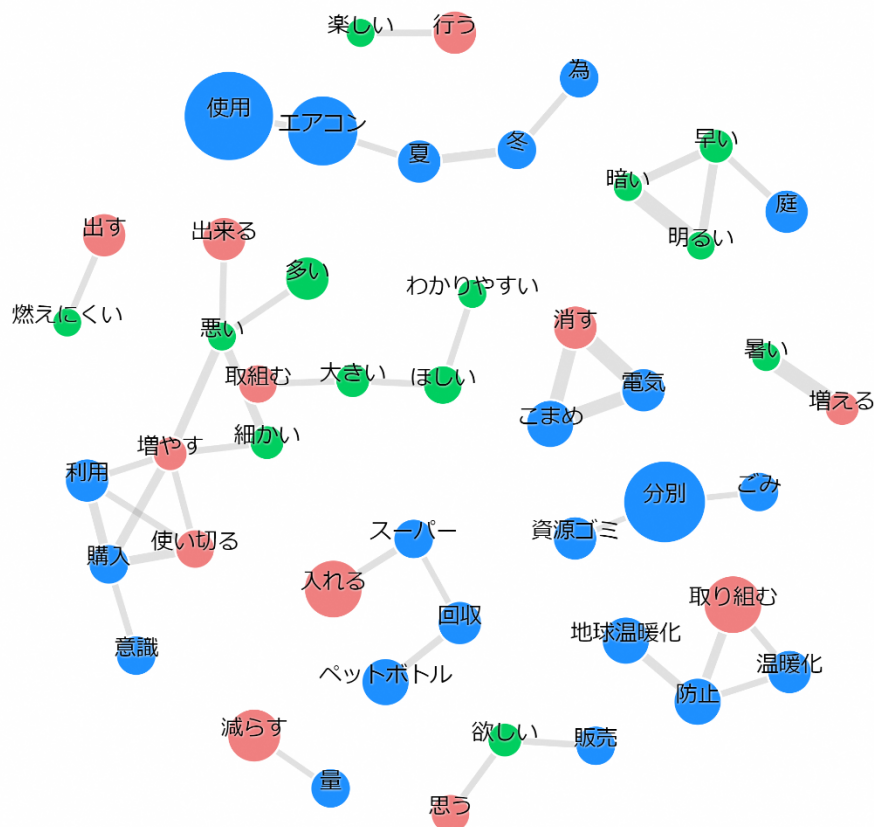 楽しい
行う
為
使用
エアコン
夏
冬
早い
暗い
庭
明るい
出す
出来る
多い
わかりやすい
燃えにくい
悪い
消す
暑い
取組む
大きい
ほしい
電気
増える
こまめ
増やす
細かい
利用
分別
ごみ
使い切る
スーパー
資源ゴミ
購入
入れる
取り組む
回収
地球温暖化
意識
ペットボトル
温暖化
防止
減らす
欲しい
販売
量
思う